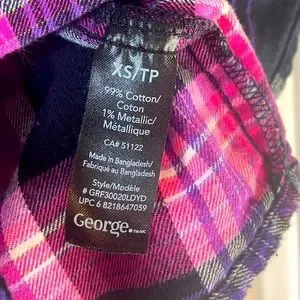 XS/TP
99% Cotton/
Coton
1% Metallic/
Métallique
CA# 51122
Made in Bangladesh/
Fabriqué au Bangladesh
Style/Modèle
# GRF30020LDYD
UPC 6 8218647059
George.